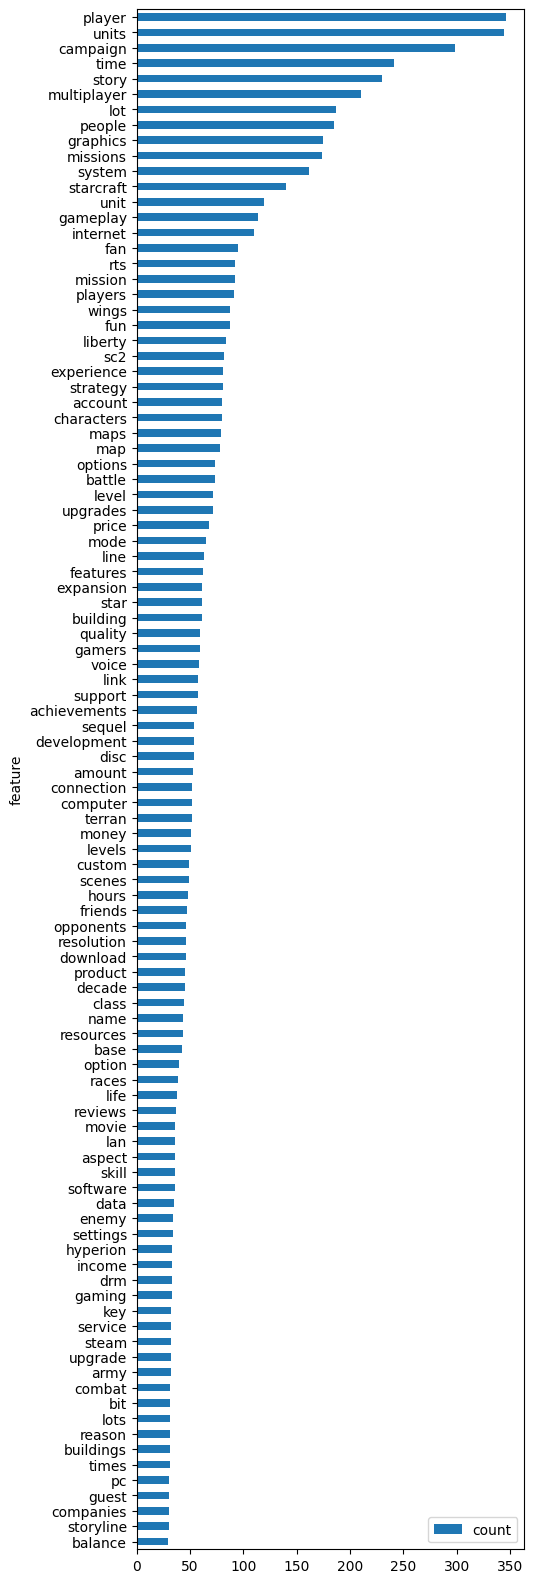 player
units
campaign
time
story
multiplayer
lot
people
graphics
missions
system
starcraft
unit
gameplay
internet
fan
rts
mission
players
wings
fun
liberty
sc2
experience
strategy
account
characters
maps
map
options
battle
level
upgrades
price
mode
line
features
expansion
star
building
quality
gamers
voice
link
support
achievements
sequel
development
disc
amount
connection
computer
terran
money
levels
custom
scenes
hours
friends
opponents
resolution
download
product
decade
class
name
resources
base
option
races
life
reviews
movie
lan
aspect
skill
software
data
enemy
settings
hyperion
income
drm
gaming
key
service
steam
upgrade
army
combat
bit
lots
reason
buildings
times
pc
guest
companies
storyline
balance
feature
count
0 50 100 150 200 250 300 350